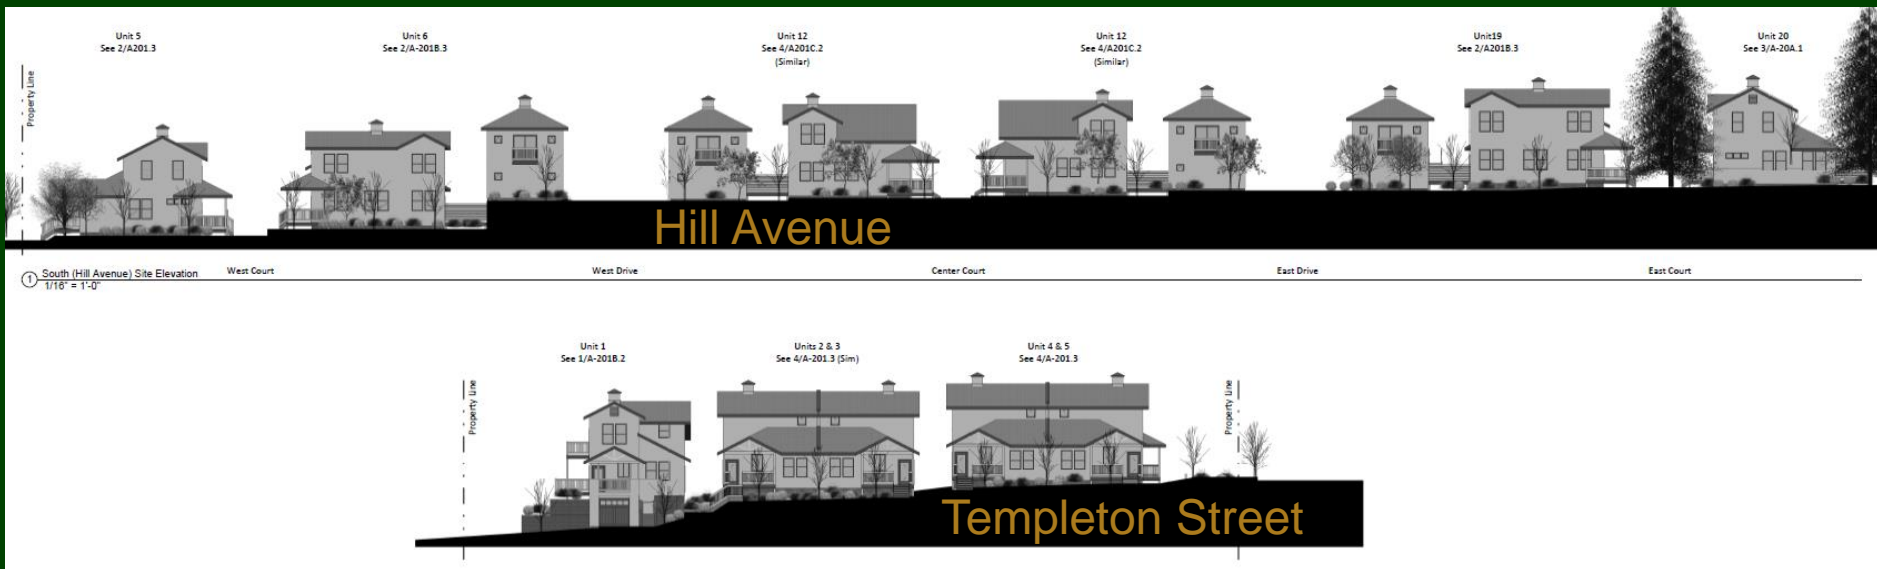 Unit 5
See 2/A201.3
Unit 6
See 2/A-201B.3
Unit 12
See 4/A201C.2
(Similar)
Unit 12
See 4/A201C.2
(Similar)
Unit19
See 2/A201B.3
Unit 20
See 3/A-20A.1
Property Line
Hill Avenue
1 South (Hill Avenue) Site Elevation
1/16" = 1'-0"
West Court
West Drive
Center Court
East Drive
East Court
Unit 1
See 1/A-201B.2
Units 2 & 3
See 4/A-201.3 (Sim)
Unit 4 & 5
See 4/A-201.3
Property Line
Property Line
Templeton Street